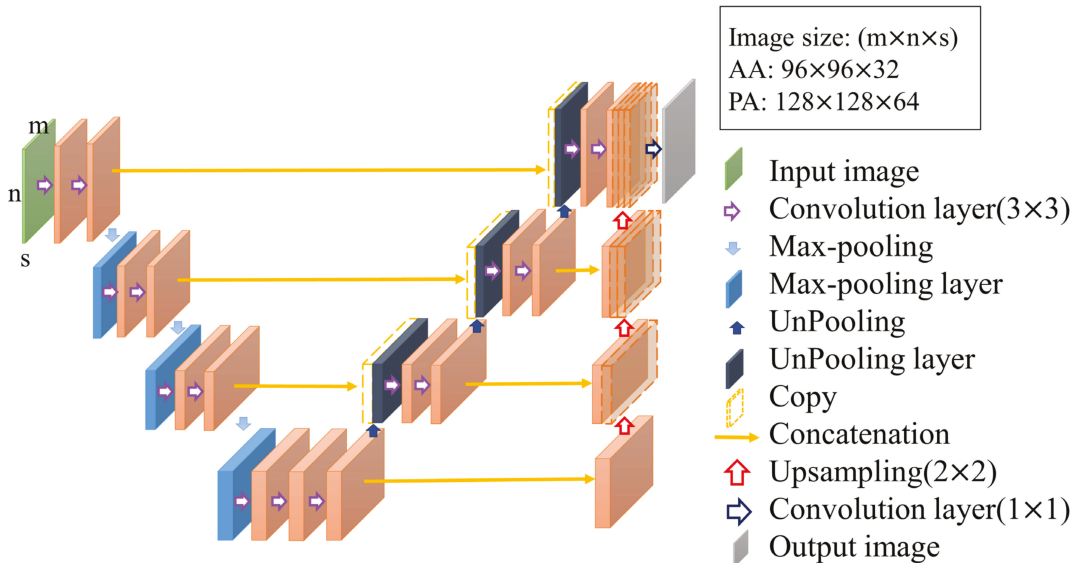 Image size: (m×n×s)
AA: 96×96×32
PA: 128×128×64
m
n
s
Input image
Convolution layer(3×3)
Max-pooling
Max-pooling layer
UnPooling
UnPooling layer
Copy
Concatenation
Upsampling(2×2)
Convolution layer(1×1)
Output image